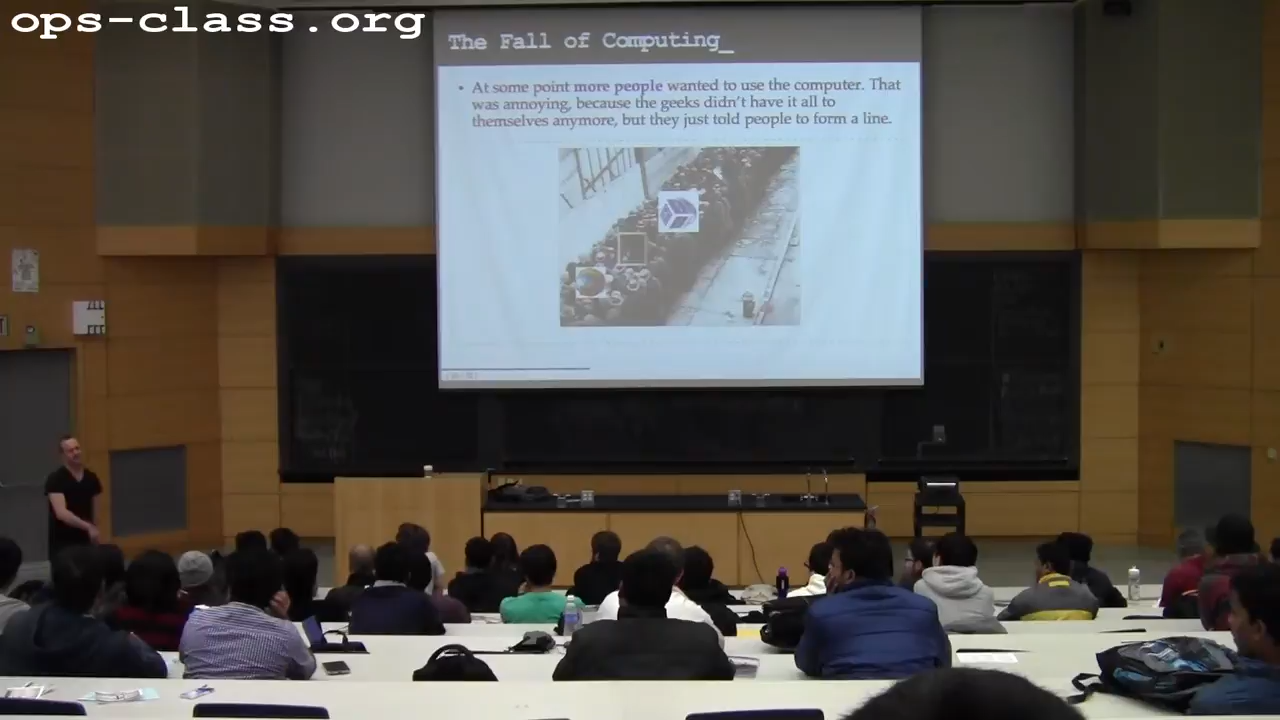 ops-class.org
The Fall of Computing_
• At some point more people wanted to use the computer. That
was annoying, because the geeks didn't have it all to
themselves anymore, but they just told people to form a line.